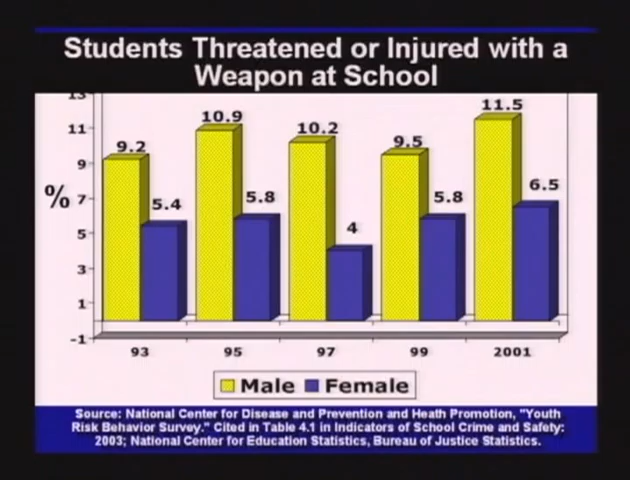 Students Threatened or Injured with a
Weapon at School
13
11
9
7
5
3
1
-1
%
9.2
5.4
10.9
5.8
10.2
4
9.5
5.8
11.5
6.5
93 95 97 99 2001
Male Female
Source: National Center for Disease and Prevention and Heath Promotion, "Youth
Risk Behavior Survey." Cited in Table 4.1 in Indicators of School Crime and Safety:
2003; National Center for Education Statistics, Bureau of Justice Statistics.